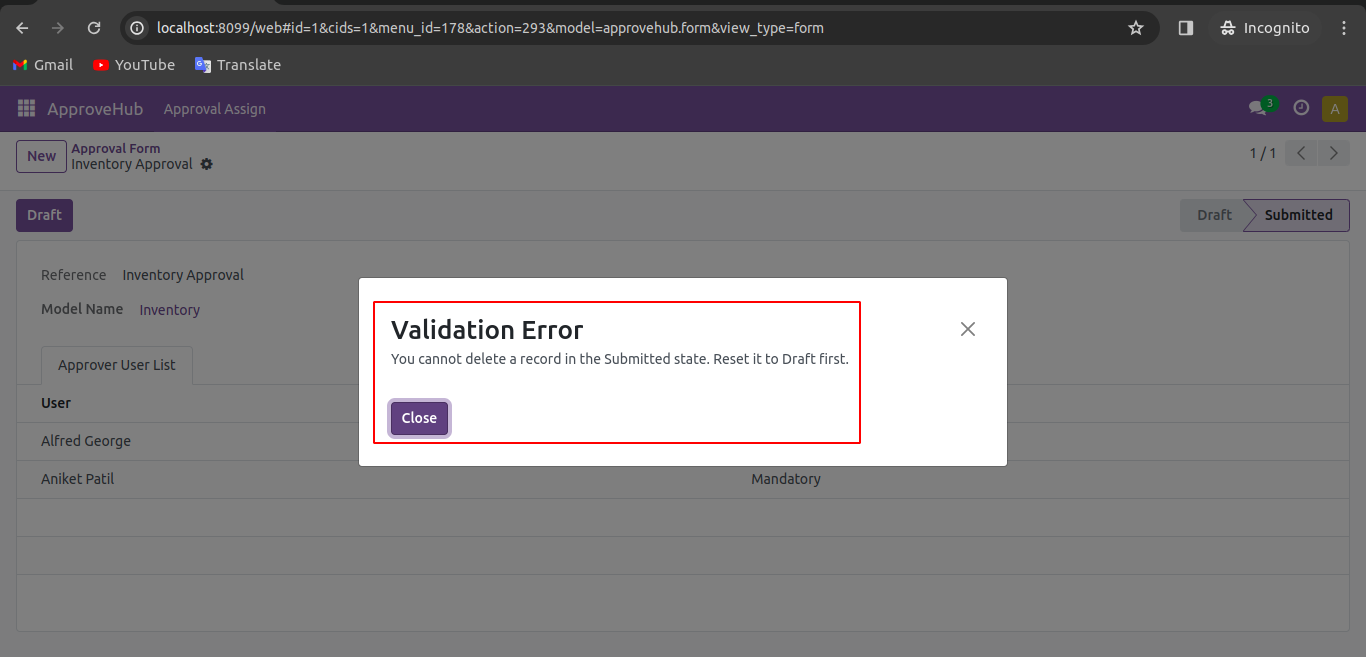 localhost:8099/web#id=1&cids=1&menu_id=178&action=293&model=approvehub.form&view_type=form
Incognito
Gmail YouTube Translate
ApproveHub Approval Assign 3 A
New Approval Form 1 / 1
Inventory Approval
Draft Draft Submitted
Reference Inventory Approval
Model Name Inventory
Validation Error
You cannot delete a record in the Submitted state. Reset it to Draft first.
Close
Approver User List
User
Alfred George
Aniket Patil Mandatory